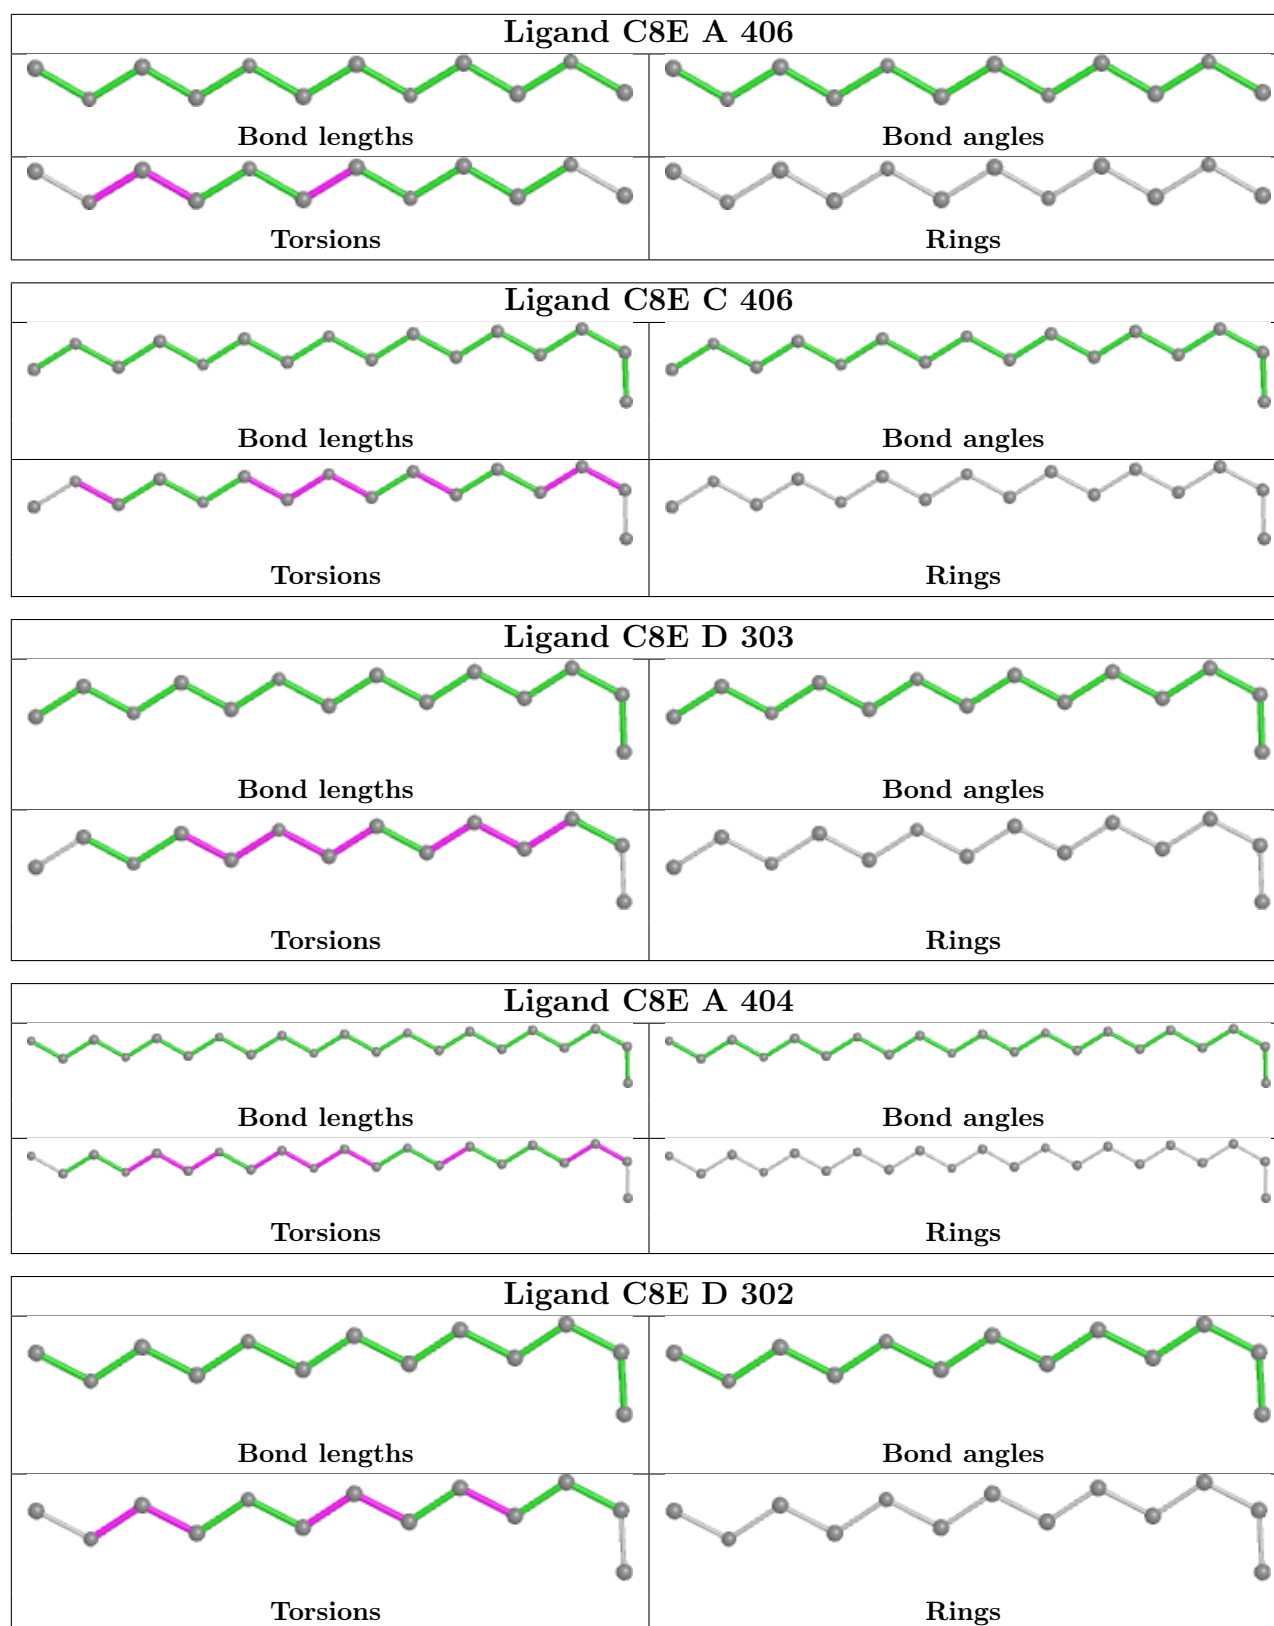 Ligand C8E A 406
Bond lengths
Bond angles
Torsions
Rings
Ligand C8E C 406
Bond lengths
Bond angles
Torsions
Rings
Ligand C8E D 303
Bond lengths
Bond angles
Torsions
Rings
Ligand C8E A 404
Bond lengths
Bond angles
Torsions
Rings
Ligand C8E D 302
Bond lengths
Bond angles
Torsions
Rings